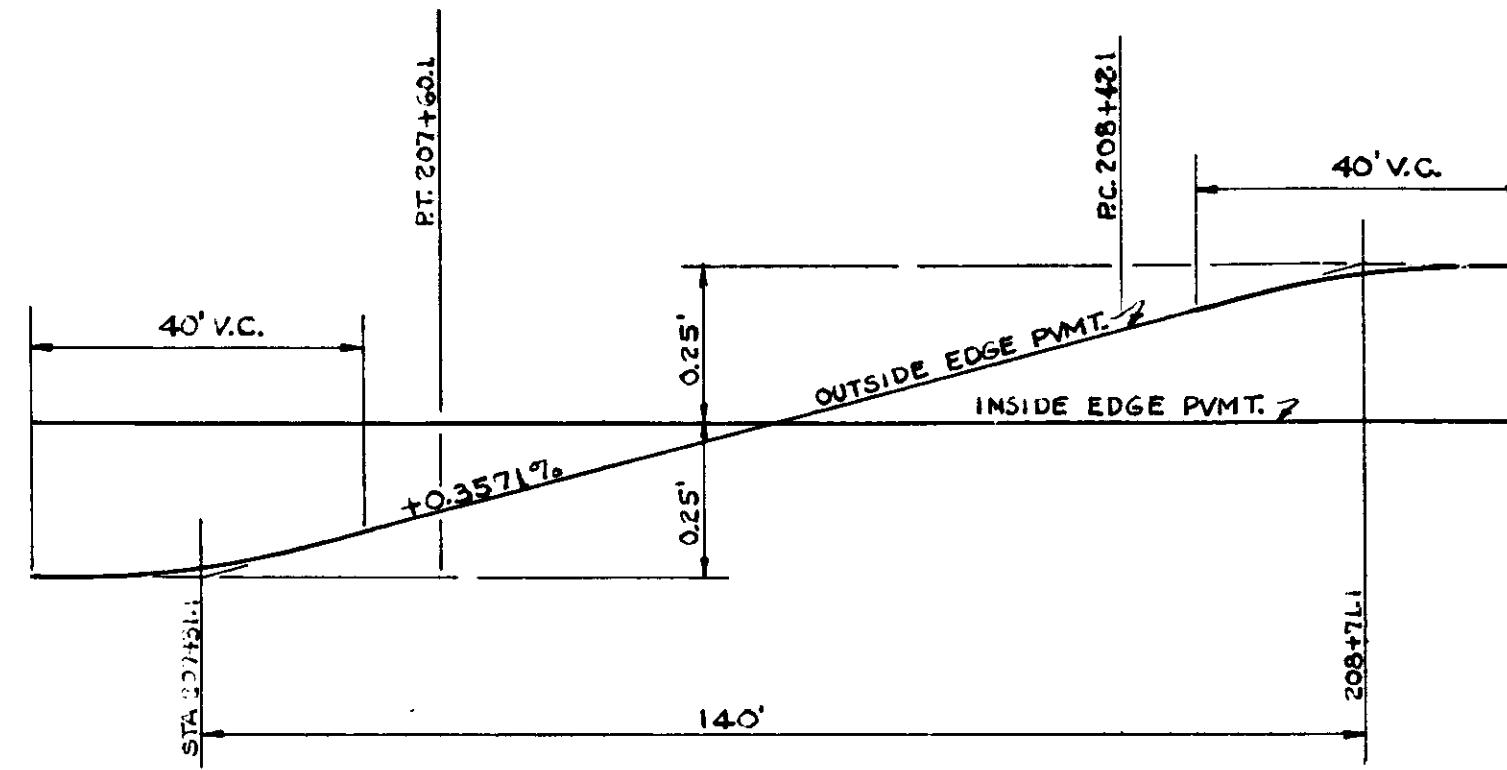 P.T. 207+60.1
P.C. 208+42.1
40' V.C.
40' V.C.
0.25'
OUTSIDE EDGE PVMT.
INSIDE EDGE PVMT.
+0.3571%
0.25'
STA
208+71.1
140'